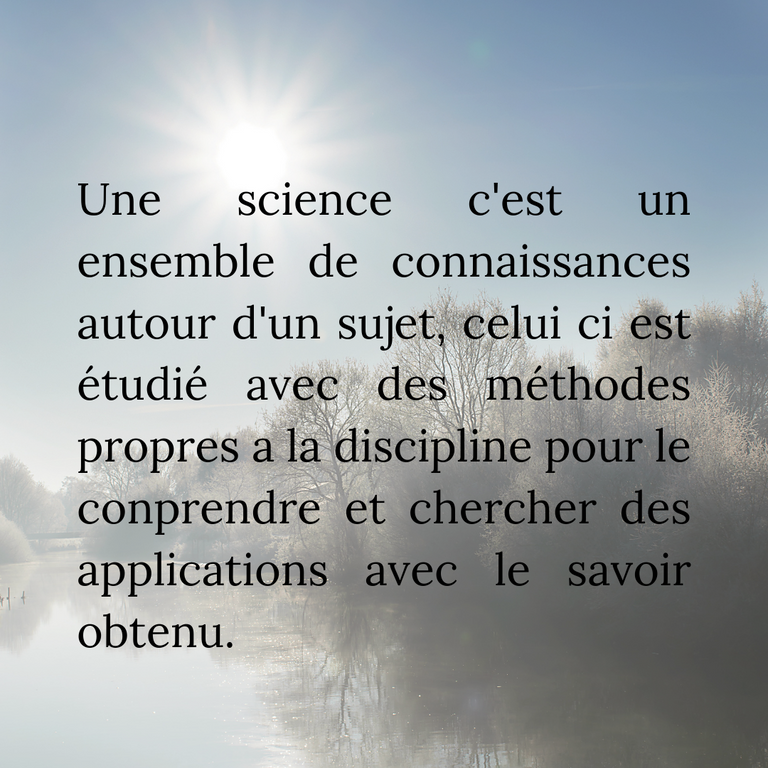 Une science c'est un
ensemble de connaissances
autour d'un sujet, celui ci est
étudié avec des méthodes
propres a la discipline pour le
conprendre et chercher des
applications avec le savoir
obtenu.